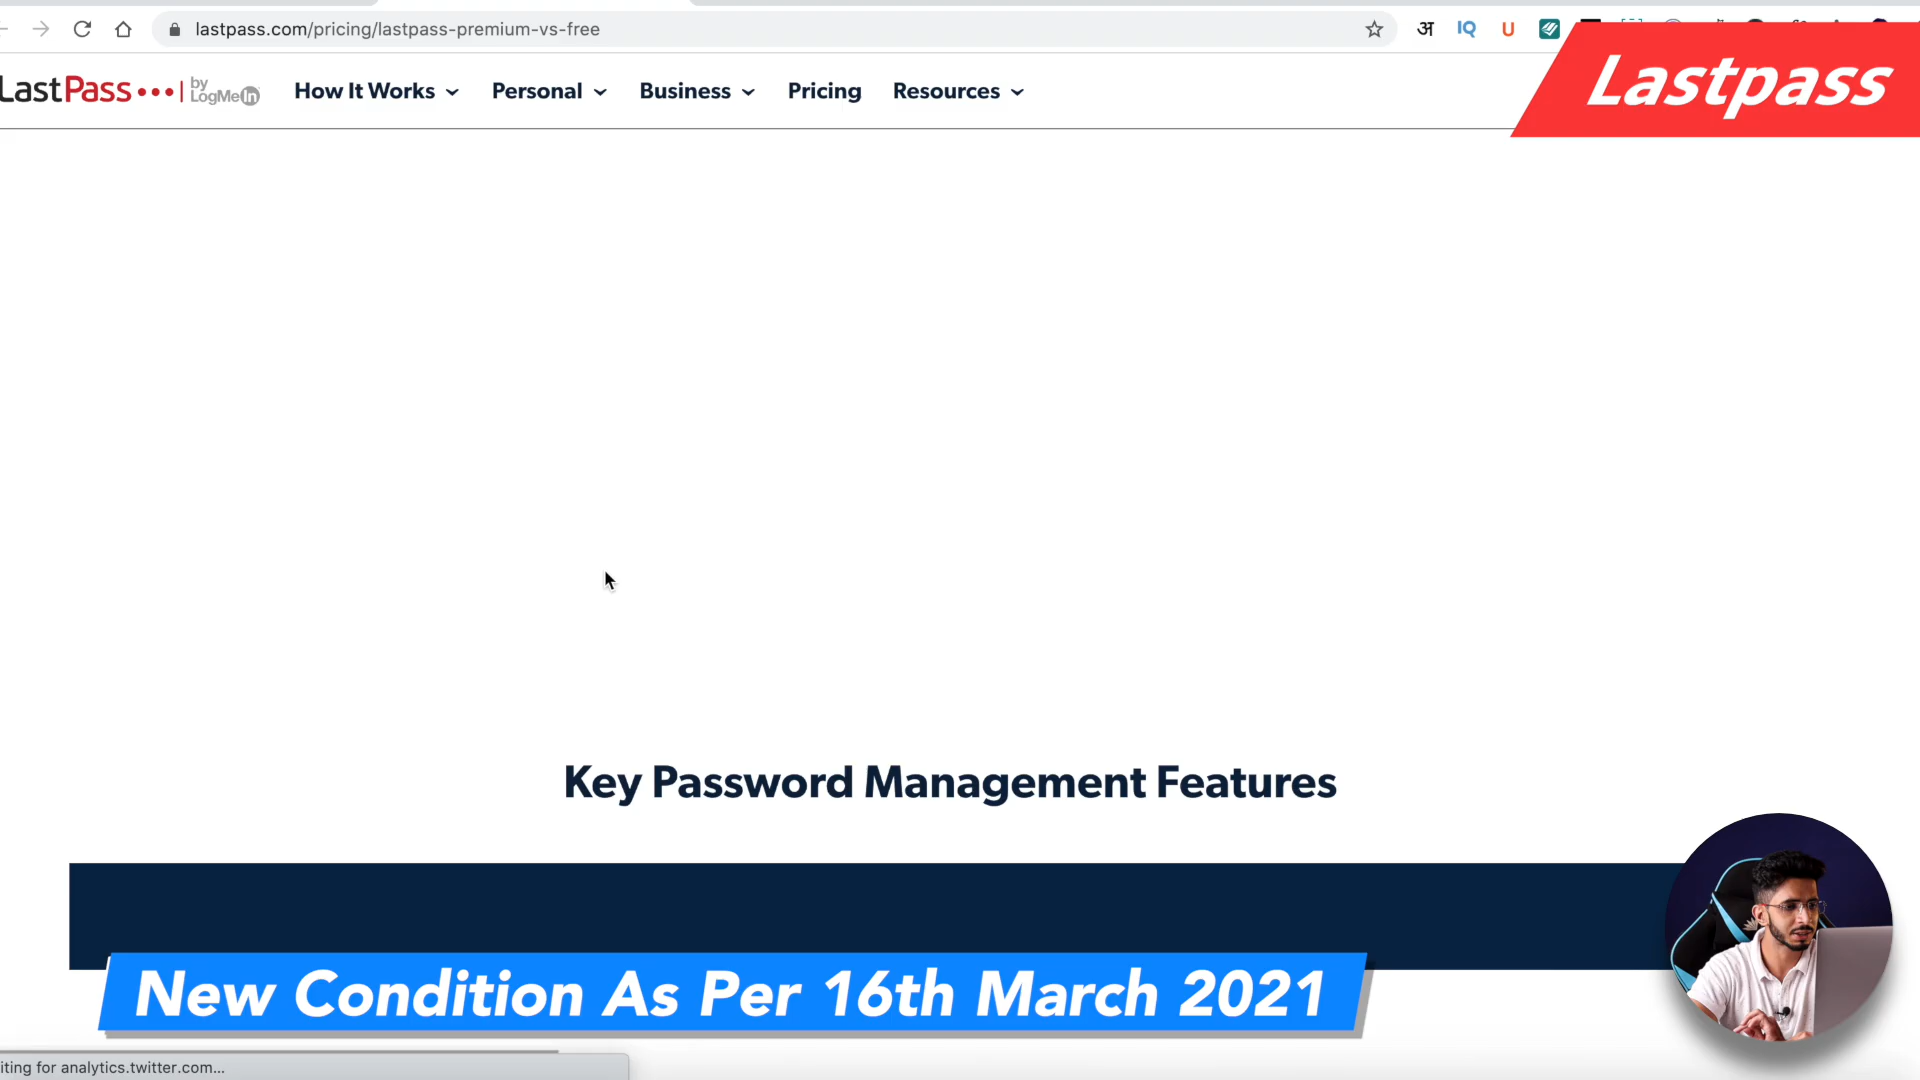 lastpass.com/pricing/lastpass-premium-vs-free
अ IQ U
LastPass •••| by LogMeIn
How It Works
Personal
Business
Pricing
Resources
Lastpass
Key Password Management Features
New Condition As Per 16th March 2021
iting for analytics.twitter.com...